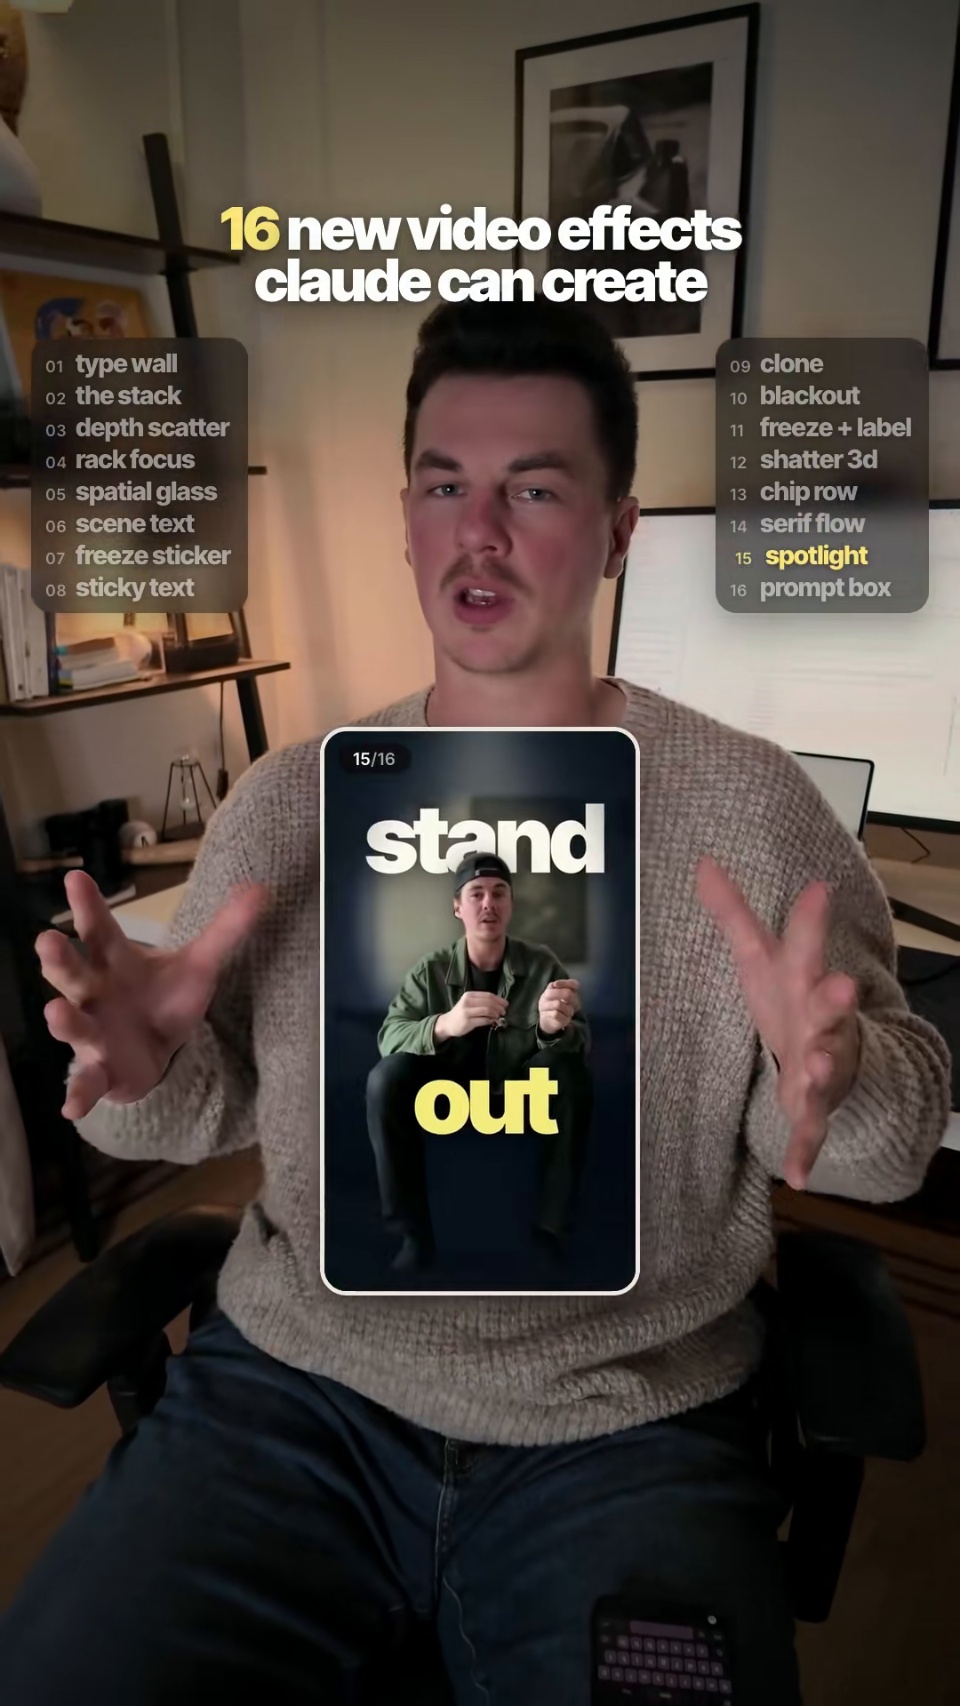 16 new video effects
claude can create
01 type wall
02 the stack
03 depth scatter
04 rack focus
05 spatial glass
06 scene text
07 freeze sticker
08 sticky text
09 clone
10 blackout
11 freeze + label
12 shatter 3d
13 chip row
14 serif flow
15 spotlight
16 prompt box
15/16
stand
out